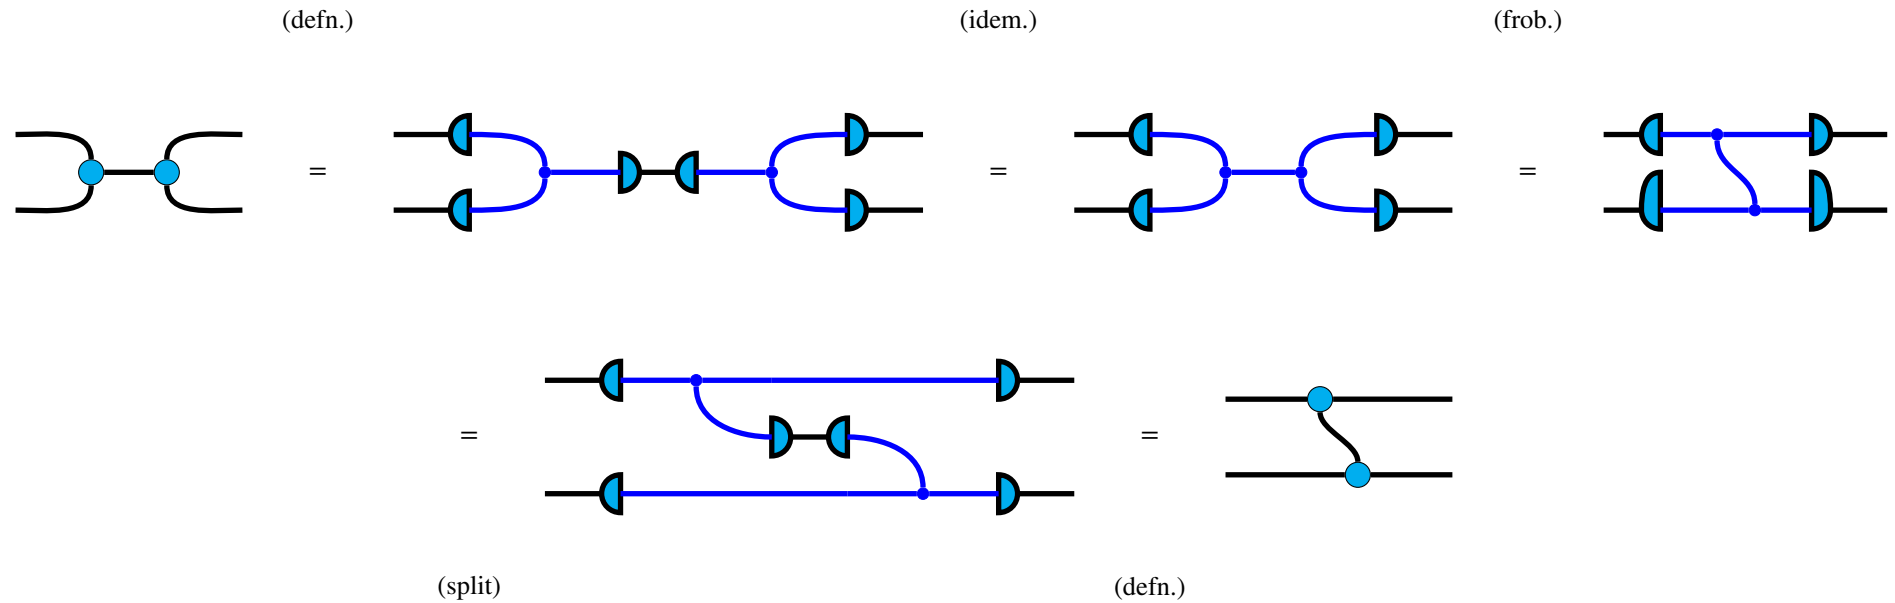 (defn.) (idem.) (frob.)
= = =
= =
(split) (defn.)